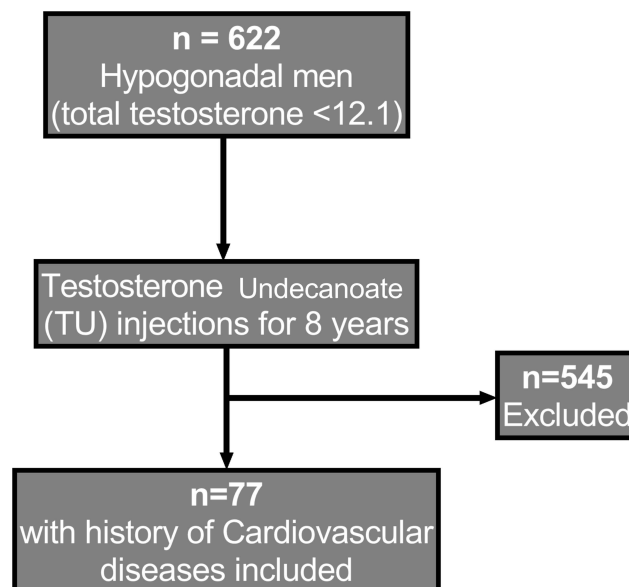 n = 622
Hypogonadal men
(total testosterone <12.1)
Testosterone Undecanoate
(TU) injections for 8 years
n=545
Excluded
n=77
with history of Cardiovascular
diseases included